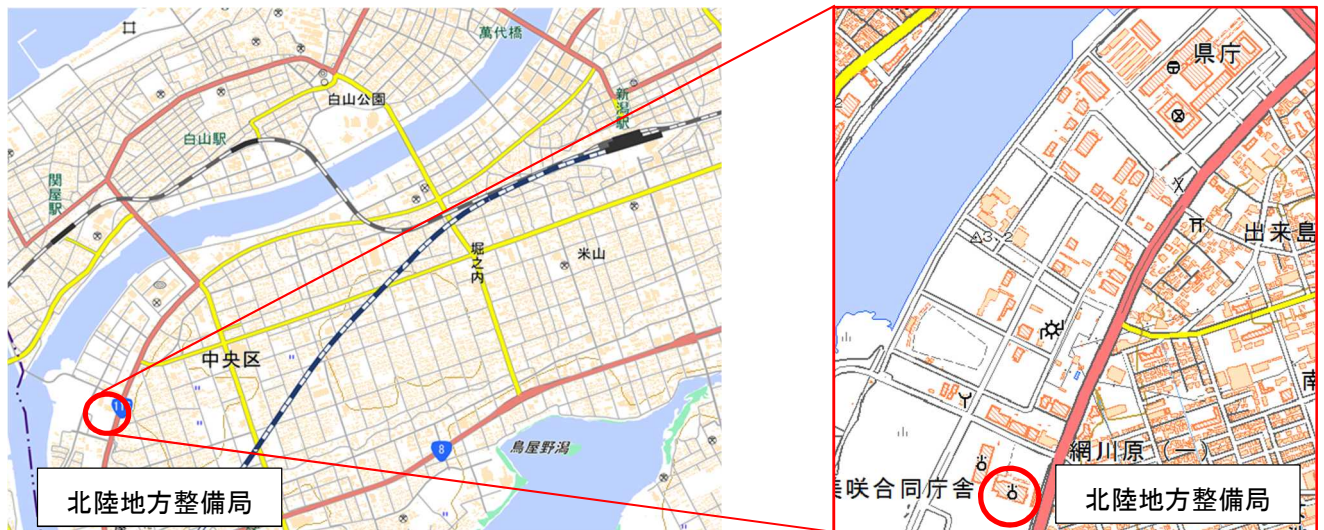 萬代橋
白山公園
新潟駅
白山駅
関屋駅
堀之内
米山
中央区
8
鳥屋野潟
北陸地方整備局
県庁
3.2
出来島
南
網川原(一)
美咲合同庁舎
北陸地方整備局